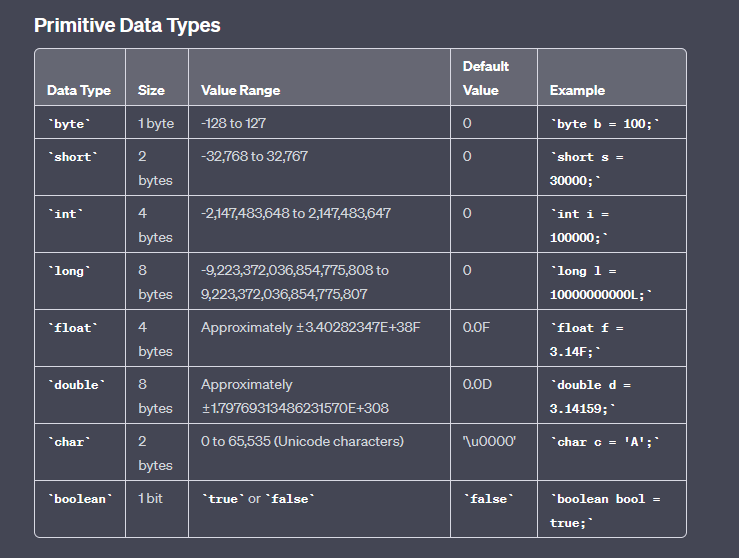 Primitive Data Types
Data Type Size Value Range Default Value Example
`byte` 1 byte -128 to 127 0 `byte b = 100;`
`short` 2 bytes -32,768 to 32,767 0 `short s = 30000;`
`int` 4 bytes -2,147,483,648 to 2,147,483,647 0 `int i = 100000;`
`long` 8 bytes -9,223,372,036,854,775,808 to 9,223,372,036,854,775,807 0 `long l = 10000000000L;`
`float` 4 bytes Approximately ±3.40282347E+38F 0.0F `float f = 3.14F;`
`double` 8 bytes Approximately ±1.79769313486231570E+308 0.0D `double d = 3.14159;`
`char` 2 bytes 0 to 65,535 (Unicode characters) '\u0000' `char c = 'A';`
`boolean` 1 bit `true` or `false` `false` `boolean bool = true;`